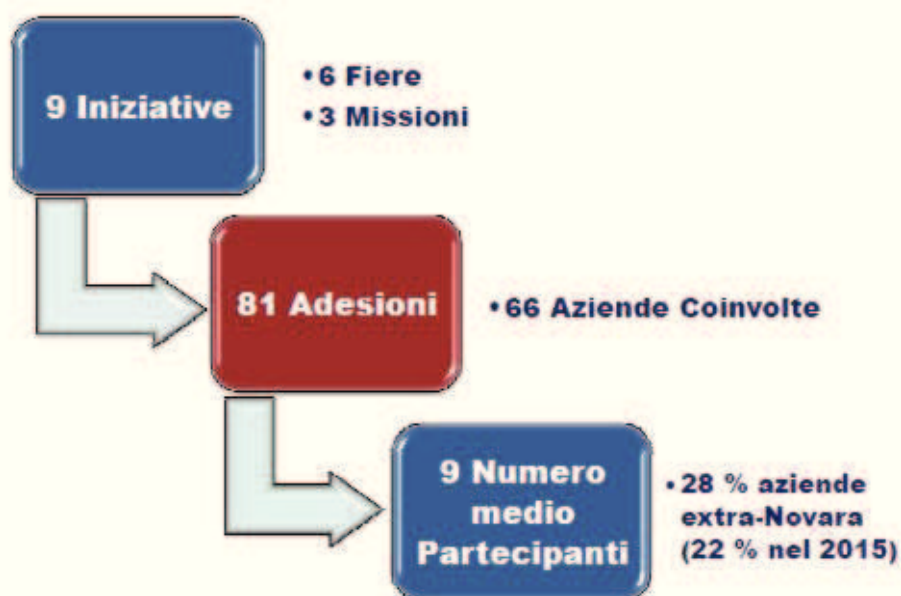 9 Iniziative
•6 Fiere
•3 Missioni
81 Adesioni
•66 Aziende Coinvolte
9 Numero
medio
Partecipanti
•28 % aziende
extra-Novara
(22 % nel 2015)